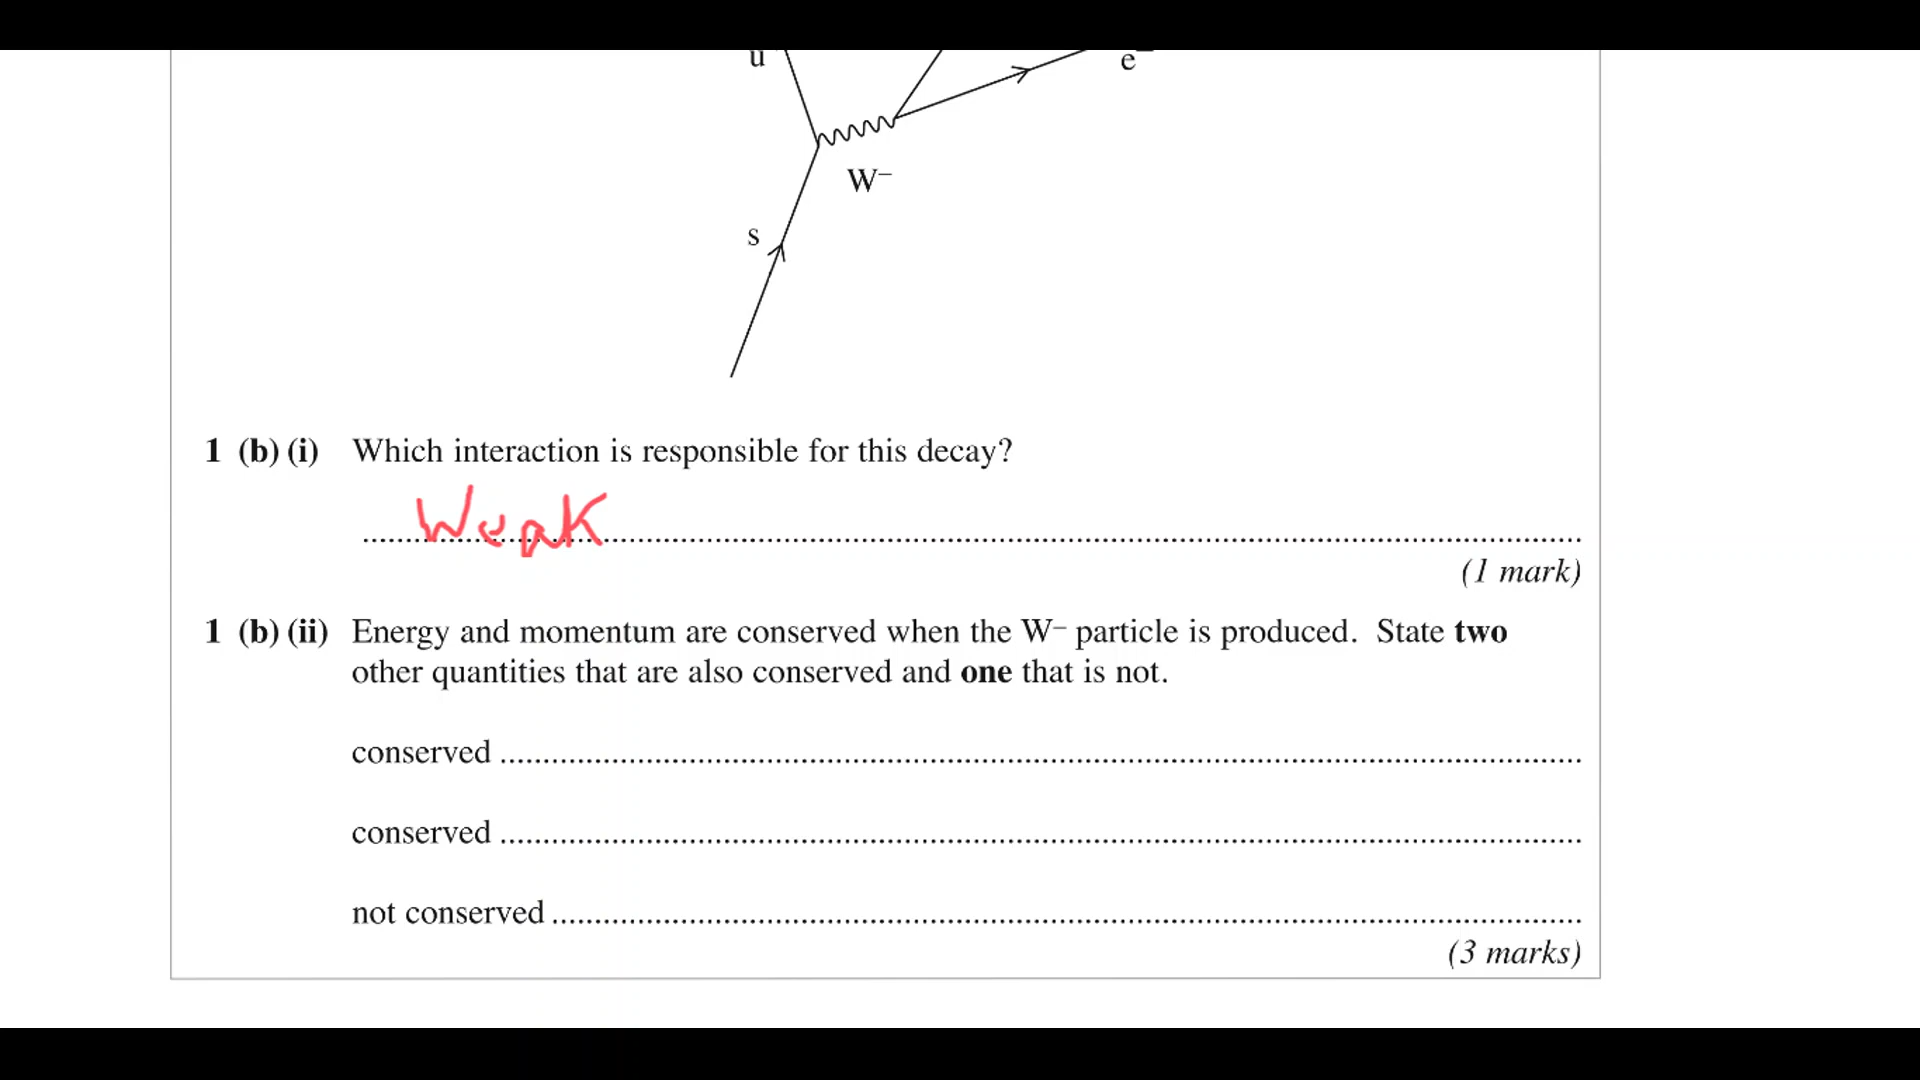 u
e⁻
W⁻
s
1 (b) (i) Which interaction is responsible for this decay?
Weak
(1 mark)
1 (b) (ii) Energy and momentum are conserved when the W⁻ particle is produced. State two
other quantities that are also conserved and one that is not.
conserved
conserved
not conserved
(3 marks)